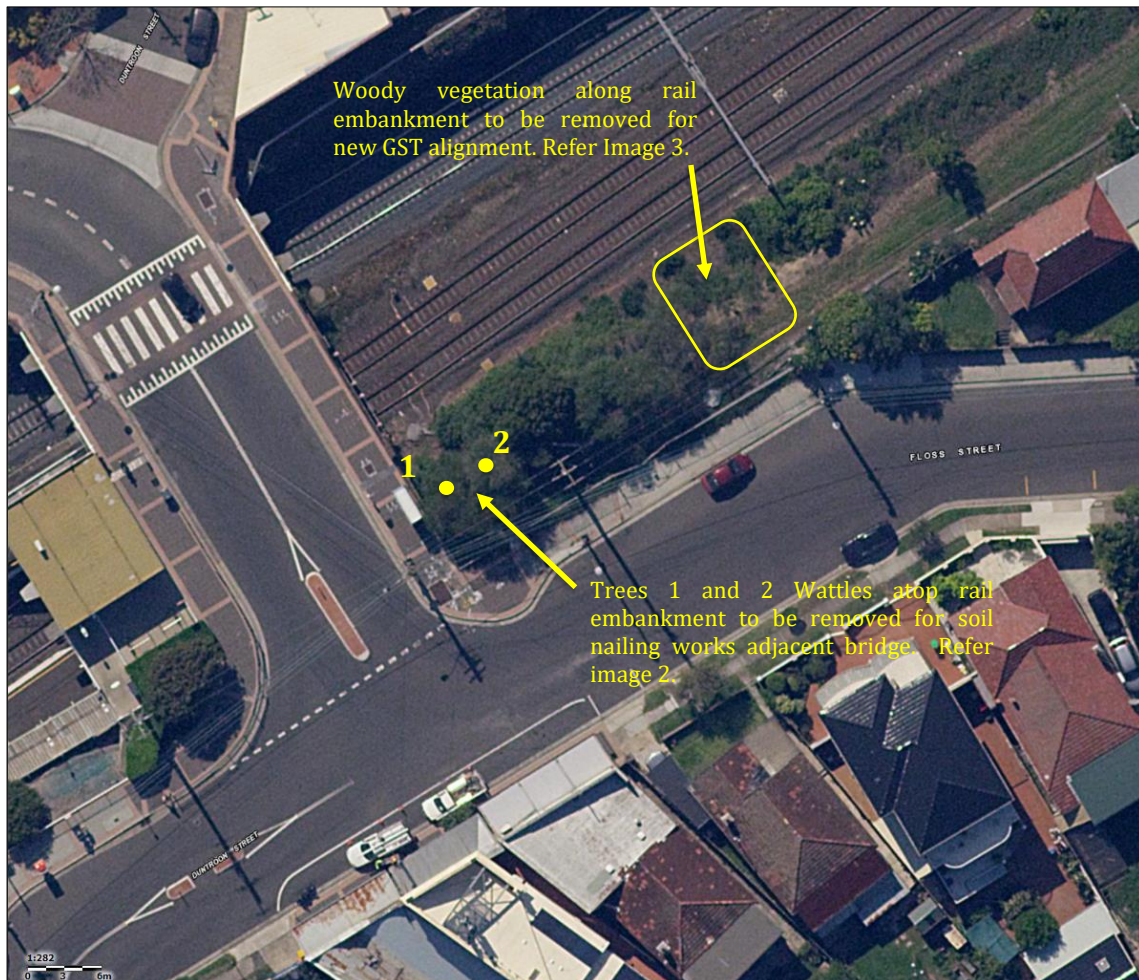 DUNTROON STREET
Woody vegetation along rail
embankment to be removed for
new GST alignment. Refer Image 3.
2
1
FLOSS STREET
Trees 1 and 2 Wattles atop rail
embankment to be removed for soil
nailing works adjacent bridge. Refer
image 2.
DUNTROON STREET
1:282
0 3 6m